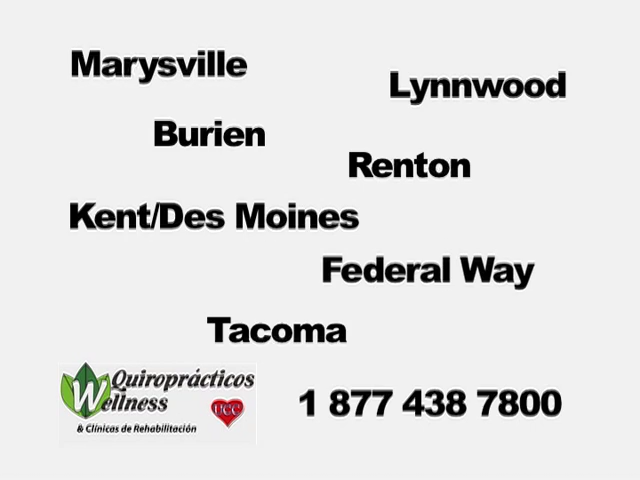 Marysville
Lynnwood
Burien
Renton
Kent/Des Moines
Federal Way
Tacoma
Quiroprácticos
Wellness
UCC
& Clínicas de Rehabilitación
1 877 438 7800